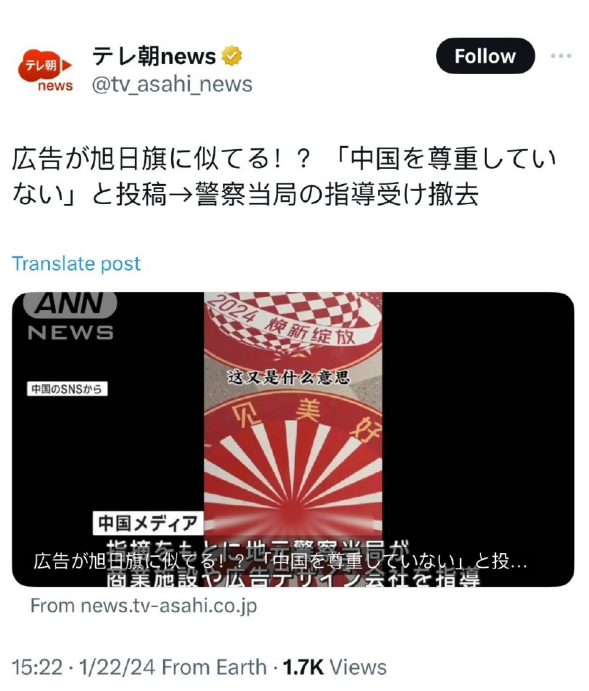 テレ朝news
テレ朝
news
@tv_asahi_news
Follow
広告が旭日旗に似てる！？「中国を尊重してい
ない」と投稿→警察当局の指導受け撤去
Translate post
ANN
NEWS
中国のSNSから
2024 焕新绽放
这又是什么意思
见美好
中国メディア
指摘をもとに地元警察当局が
広告が旭日旗に似てる！？「中国を尊重していない」と投...
商業施設や広告デザイン会社を指導
From news.tv-asahi.co.jp
15:22 · 1/22/24 From Earth · 1.7K Views